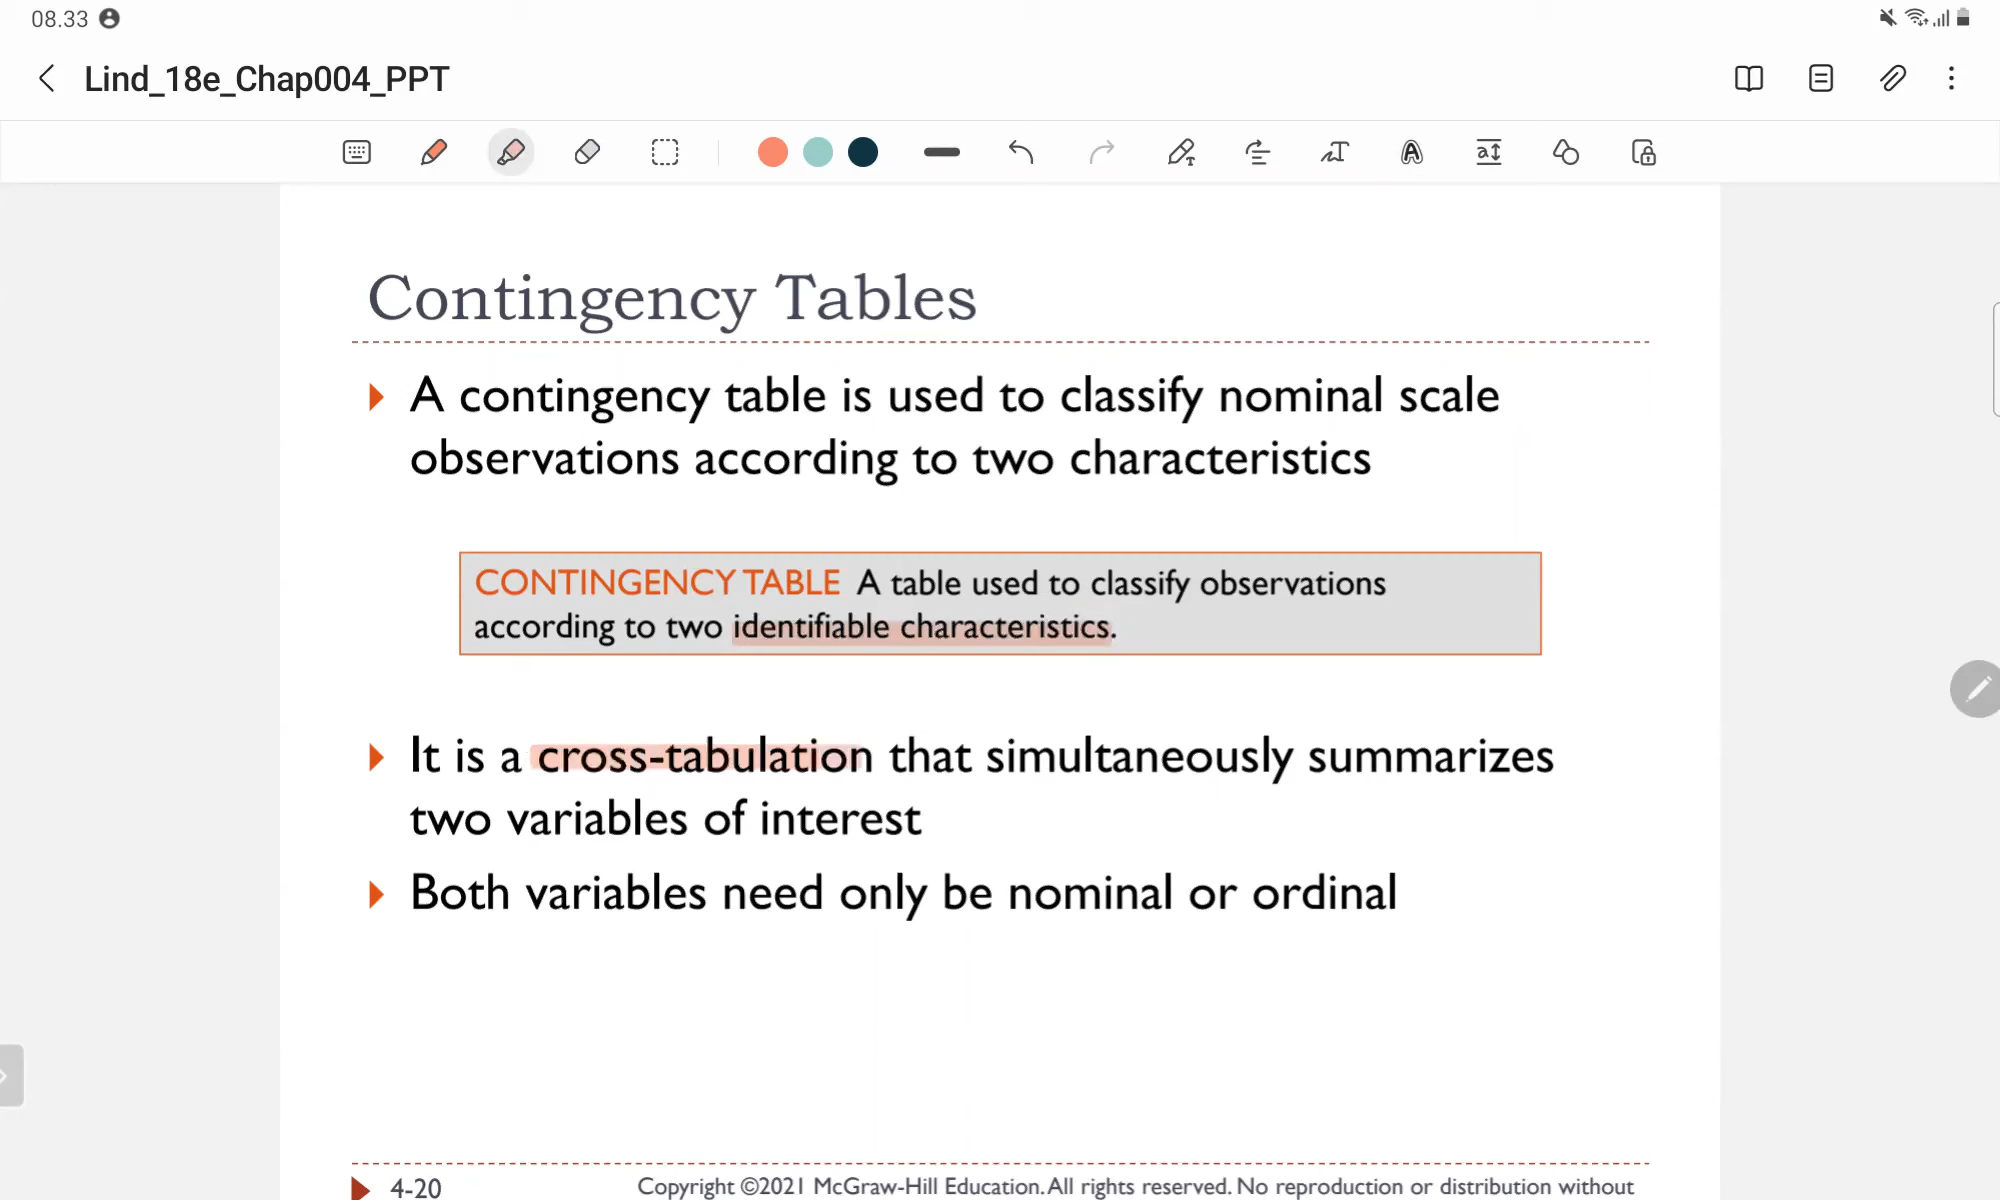 08.33
Lind_18e_Chap004_PPT
Contingency Tables
A contingency table is used to classify nominal scale
observations according to two characteristics
CONTINGENCY TABLE A table used to classify observations
according to two identifiable characteristics.
It is a cross-tabulation that simultaneously summarizes
two variables of interest
Both variables need only be nominal or ordinal
4-20
Copyright ©2021 McGraw-Hill Education. All rights reserved. No reproduction or distribution without